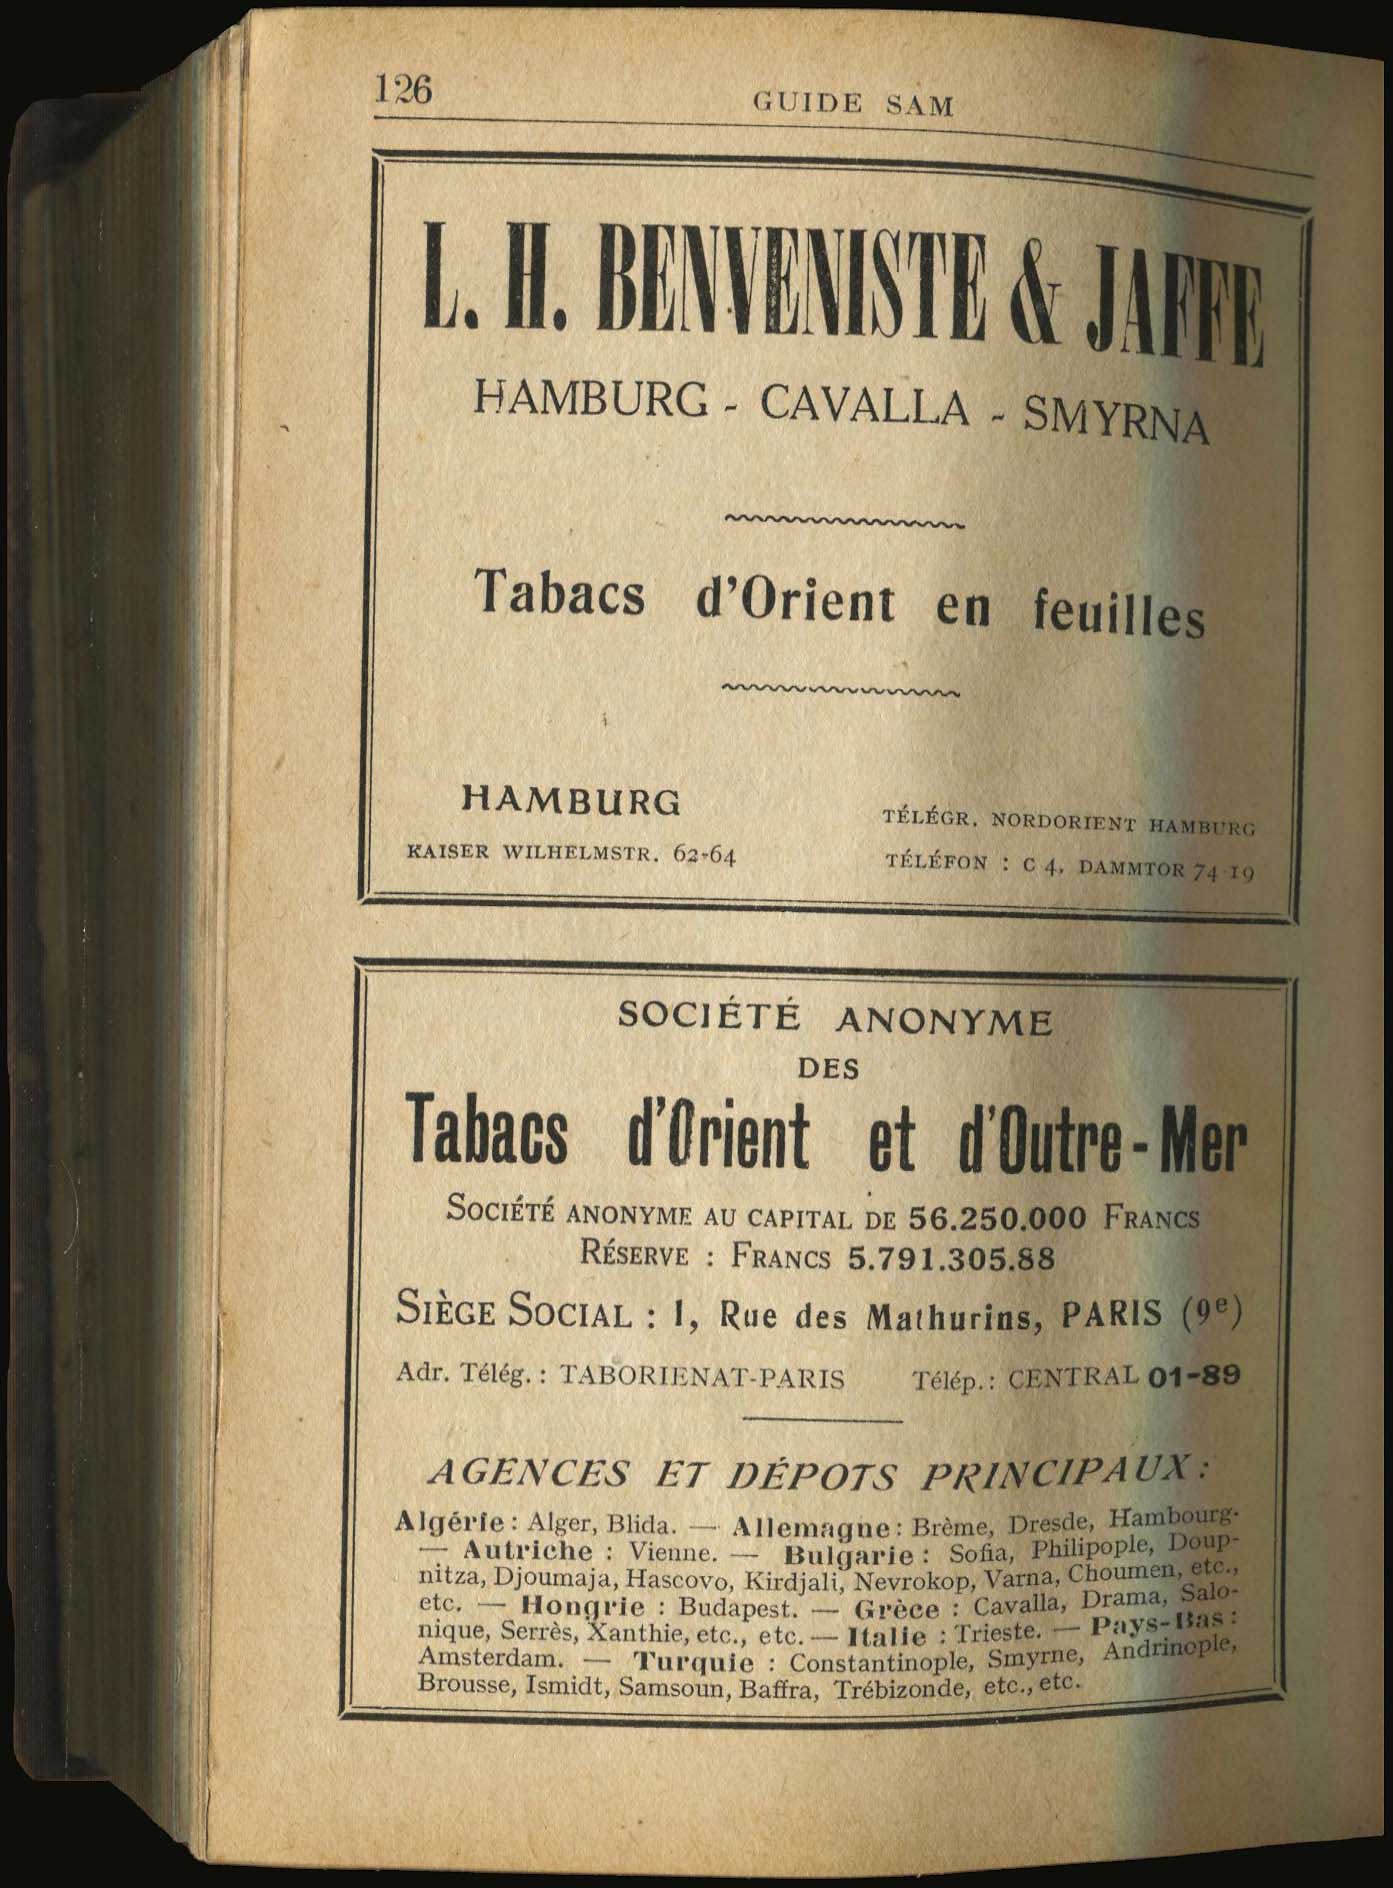 126
GUIDE SAM
L. H. BENVENISTE & JAFFE
HAMBURG - CAVALLA - SMYRNA
Tabacs d'Orient en feuilles
HAMBURG
KAISER WILHELMSTR. 62-64
TÉLÉGR. NORDORIENT HAMBURG
TÉLÉFON : C 4, DAMMTOR 74 19
SOCIÉTÉ ANONYME
DES
Tabacs d'Orient et d'Outre-Mer
SOCIÉTÉ ANONYME AU CAPITAL DE 56.250.000 FRANCS
RÉSERVE : FRANCS 5.791.305.88
SIÈGE SOCIAL : 1, Rue des Mathurins, PARIS (9e)
Adr. Télég. : TABORIENAT-PARIS Télép. : CENTRAL 01-89
AGENCES ET DÉPOTS PRINCIPAUX :
Algérie : Alger, Blida. — Allemagne : Brême, Dresde, Hambourg.
— Autriche : Vienne. — Bulgarie : Sofia, Philipople, Doup-
nitza, Djoumaja, Hascovo, Kirdjali, Nevrokop, Varna, Choumen, etc.,
etc. — Hongrie : Budapest. — Grèce : Cavalla, Drama, Salo-
nique, Serrès, Xanthie, etc., etc. — Italie : Trieste. — Pays-Bas :
Amsterdam. — Turquie : Constantinople, Smyrne, Andrinople,
Brousse, Ismidt, Samsoun, Baffra, Trébizonde, etc., etc.